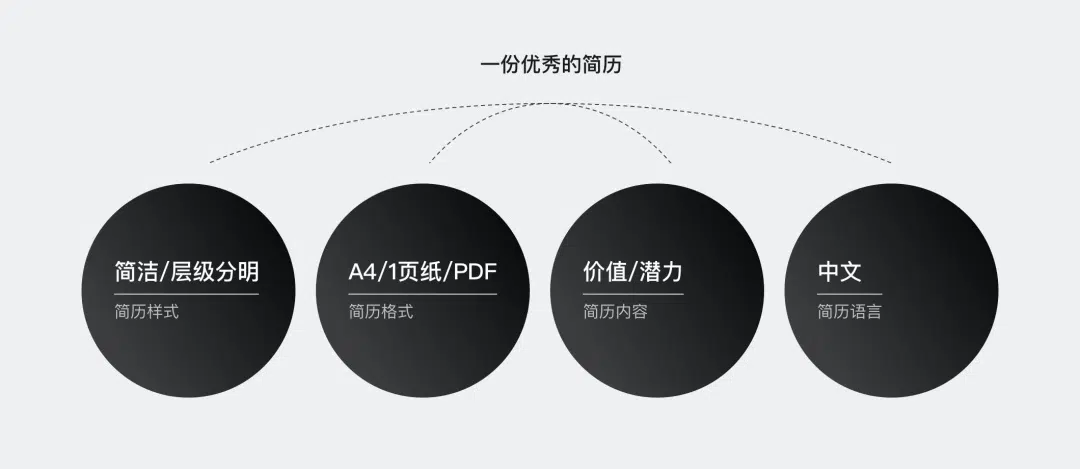 一份优秀的简历
简洁/层级分明
简历样式
A4/1页纸/PDF
简历格式
价值/潜力
简历内容
中文
简历语言